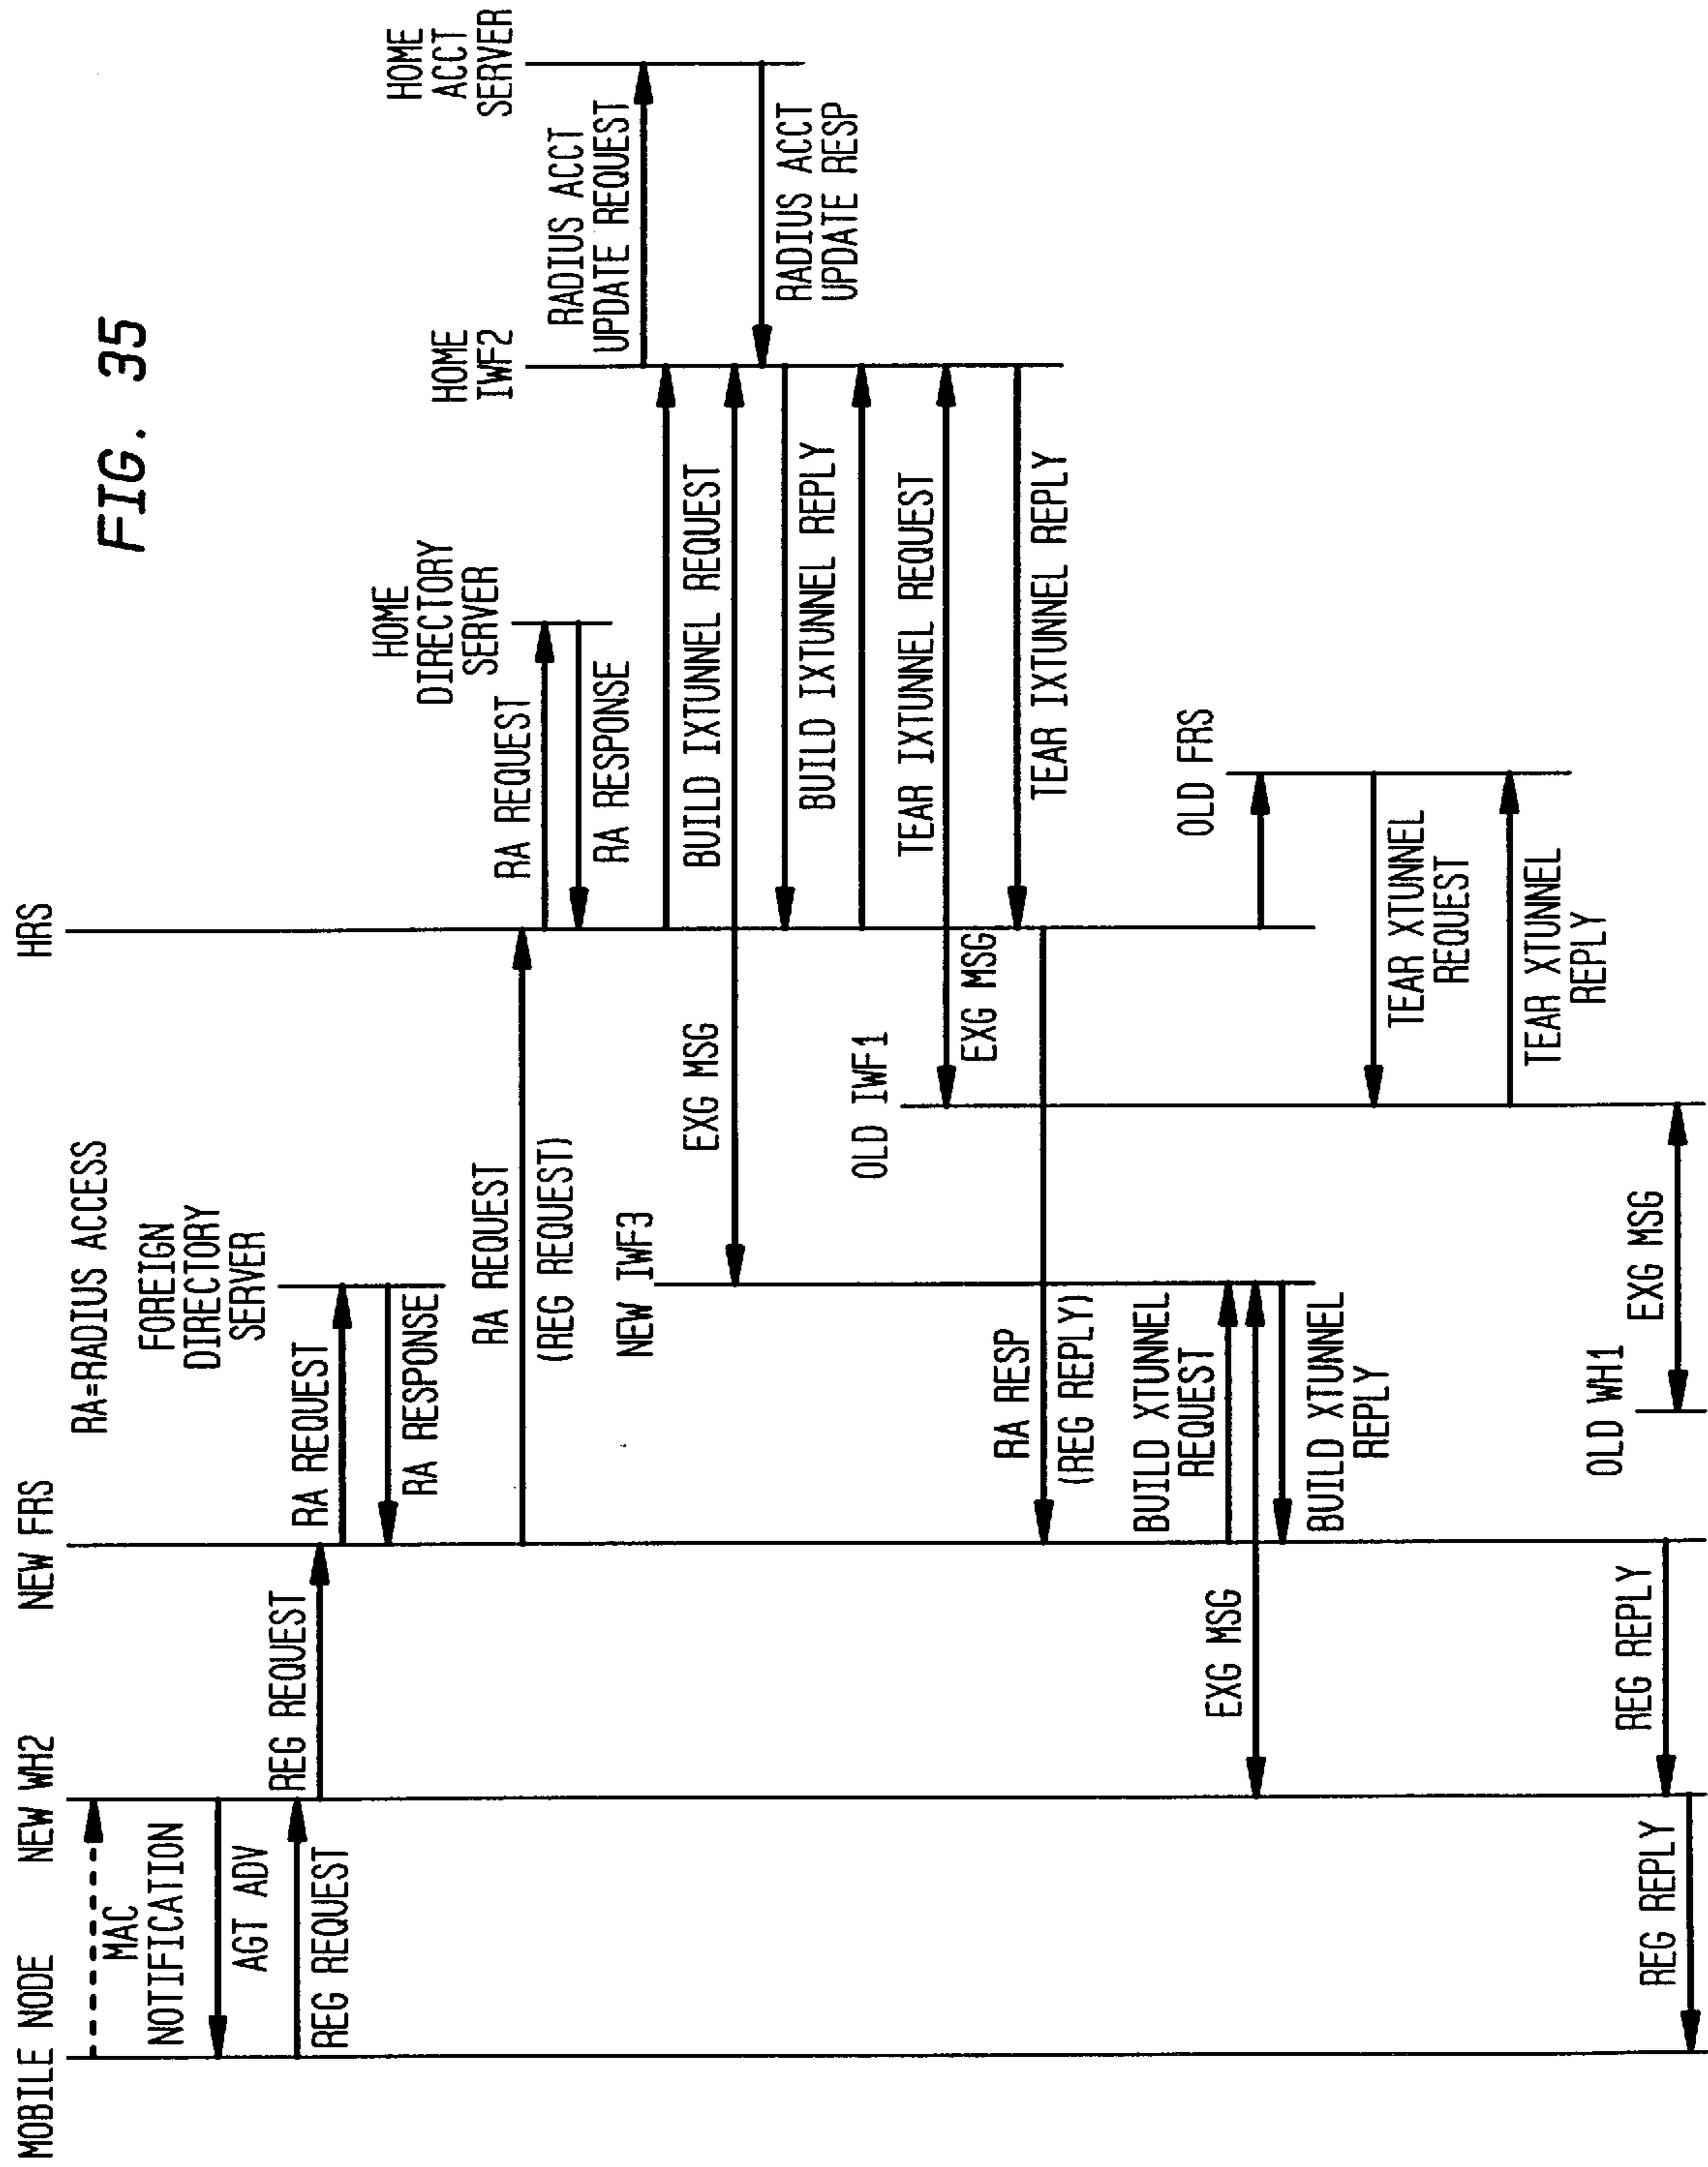 FIG. 35
MOBILE NODE
NEW WH2
NEW FRS
RA=RADIUS ACCESS
HRS
MAC
NOTIFICATION
AGT ADV
REG REQUEST
REG REQUEST
FOREIGN
DIRECTORY
SERVER
RA REQUEST
RA RESPONSE
RA REQUEST
(REG REQUEST)
HOME
DIRECTORY
SERVER
RA REQUEST
RA RESPONSE
HOME
IWF2
HOME
ACCT
SERVER
RADIUS ACCT
UPDATE REQUEST
BUILD IXTUNNEL REQUEST
NEW IWF3
EXG MSG
RADIUS ACCT
UPDATE RESP
BUILD IXTUNNEL REPLY
OLD IWF1
TEAR IXTUNNEL REQUEST
EXG MSG
TEAR IXTUNNEL REPLY
RA RESP
(REG REPLY)
BUILD XTUNNEL
REQUEST
OLD FRS
EXG MSG
BUILD XTUNNEL
REPLY
TEAR XTUNNEL
REQUEST
TEAR XTUNNEL
REPLY
OLD WH1
EXG MSG
REG REPLY
REG REPLY